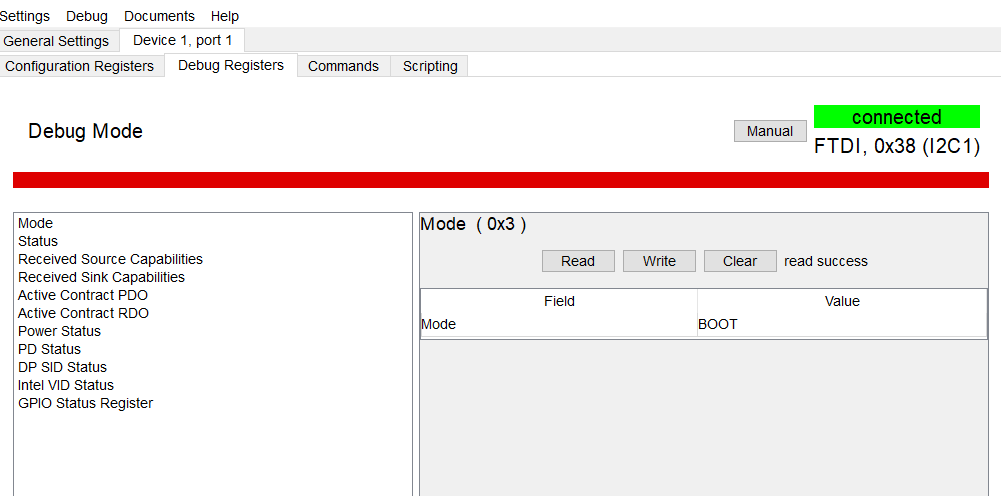 Settings Debug Documents Help
General Settings Device 1, port 1
Configuration Registers Debug Registers Commands Scripting
Debug Mode
Manual
connected
FTDI, 0x38 (I2C1)
Mode
Status
Received Source Capabilities
Received Sink Capabilities
Active Contract PDO
Active Contract RDO
Power Status
PD Status
DP SID Status
Intel VID Status
GPIO Status Register
Mode ( 0x3 )
Read Write Clear read success
Field Value
Mode BOOT